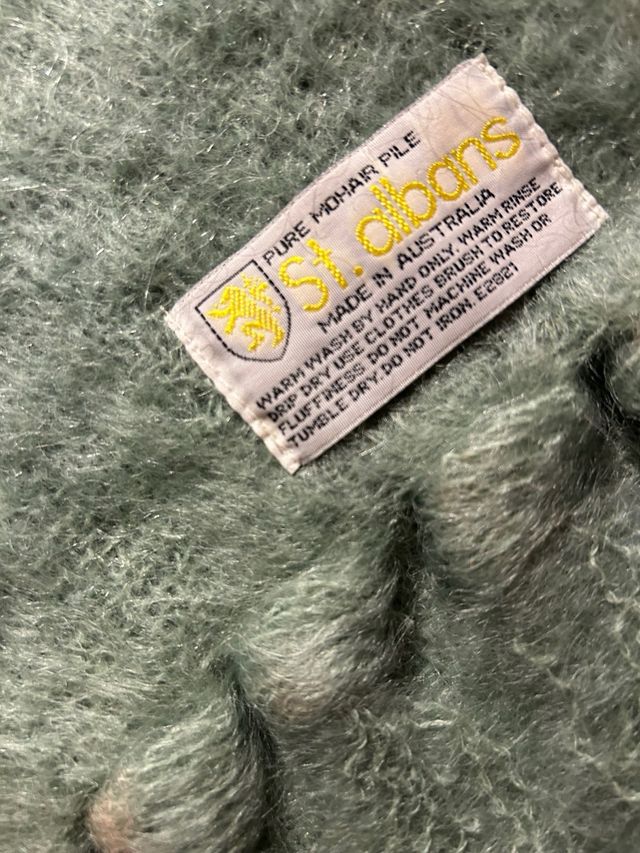 PURE MOHAIR PILE
St. albans
MADE IN AUSTRALIA
WARM WASH BY HAND ONLY. WARM RINSE
DRIP DRY USE CLOTHES BRUSH TO RESTORE
FLUFFINESS. DO NOT MACHINE WASH OR
TUMBLE DRY. DO NOT IRON. E2921